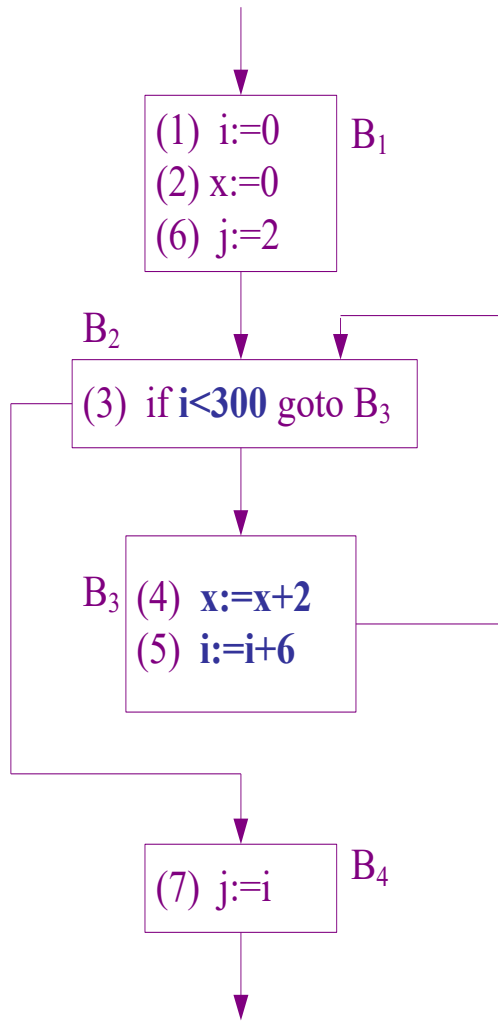 (1) i:=0
B₁
(2) x:=0
(6) j:=2
B₂
(3) if i<300 goto B₃
B₃
(4) x:=x+2
(5) i:=i+6
B₄
(7) j:=i